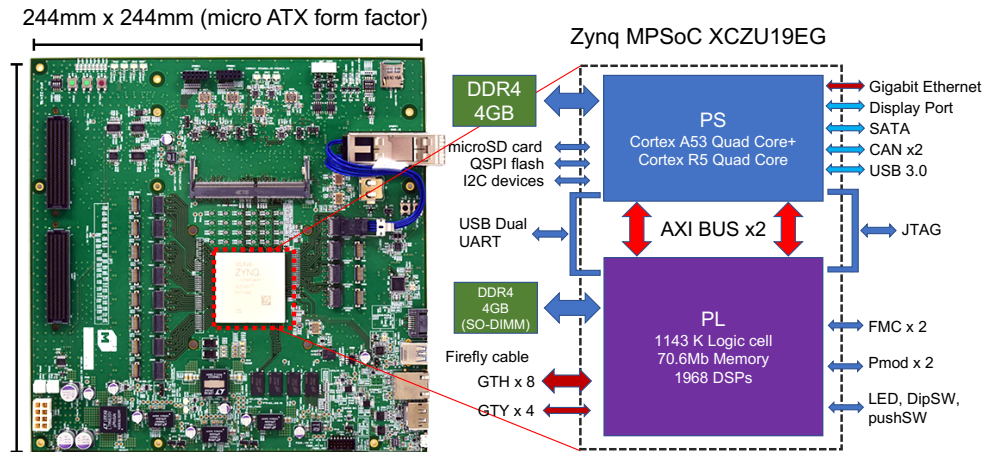 244mm x 244mm (micro ATX form factor)
Zynq MPSoC XCZU19EG
DDR4
4GB
microSD card
QSPI flash
I2C devices
USB Dual
UART
DDR4
4GB
(SO-DIMM)
Firefly cable
GTH x 8
GTY x 4
PS
Cortex A53 Quad Core+
Cortex R5 Quad Core
AXI BUS x2
PL
1143 K Logic cell
70.6Mb Memory
1968 DSPs
Gigabit Ethernet
Display Port
SATA
CAN x2
USB 3.0
JTAG
FMC x 2
Pmod x 2
LED, DipSW,
pushSW
ZYNQ
M